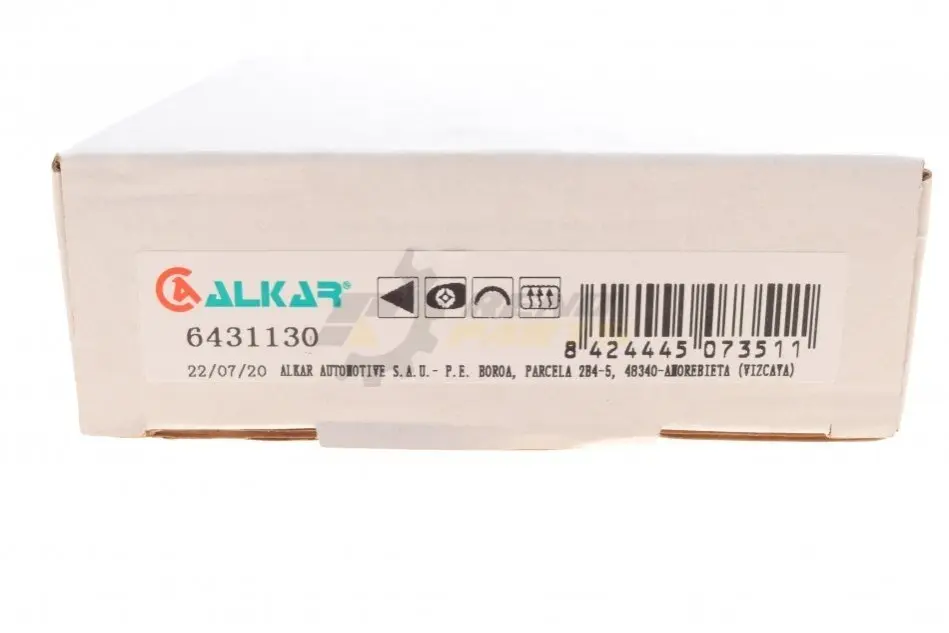 ALKAR®
6431130
8 424445 073511
22/07/20 ALKAR AUTOMOTIVE S.A.U.- P.E. BOROA, PARCELA 2B4-5, 48340-AMOREBIETA (VIZCAYA)